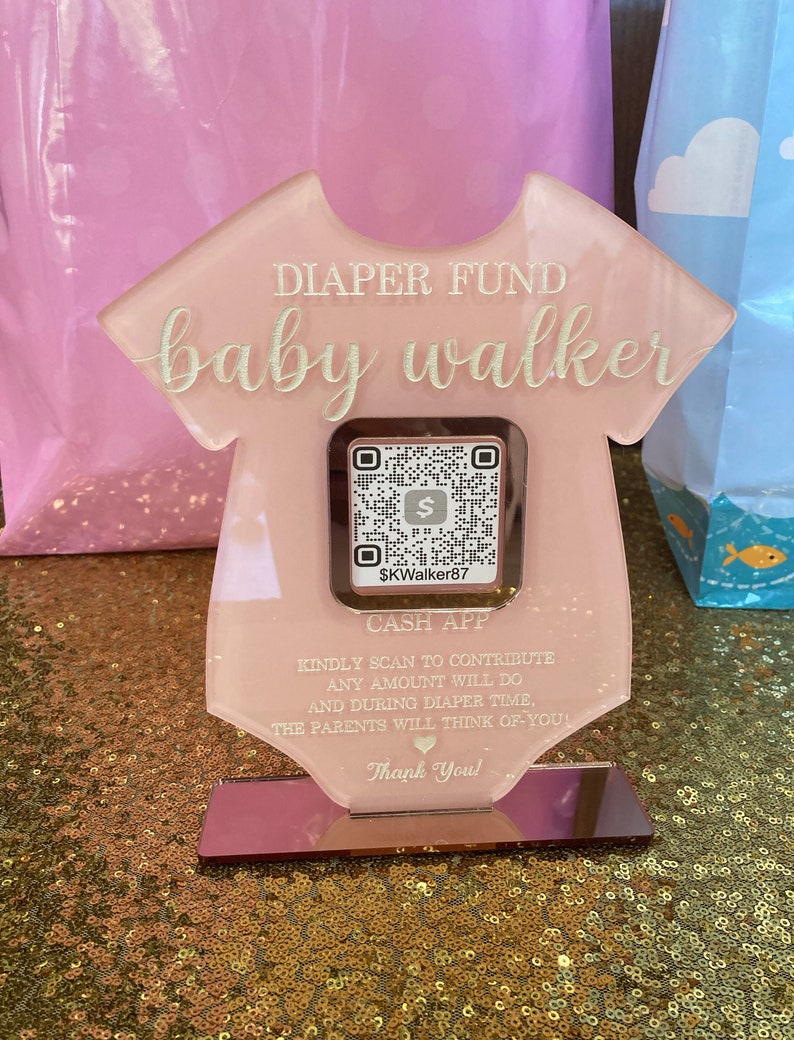 DIAPER FUND
baby walker
$
$KWalker87
CASH APP
KINDLY SCAN TO CONTRIBUTE
ANY AMOUNT WILL DO
AND DURING DIAPER TIME,
THE PARENTS WILL THINK OF-YOU!
Thank You!